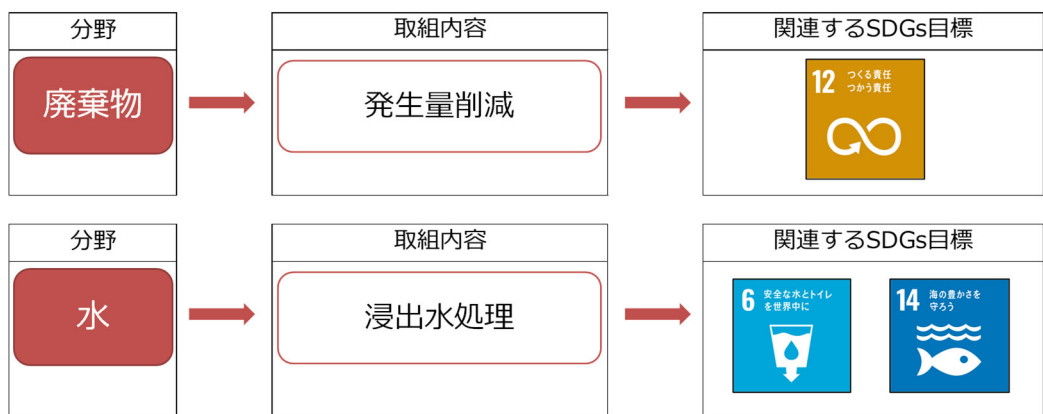 分野
取組内容
関連するSDGs目標
廃棄物
発生量削減
12 つくる責任
つかう責任
分野
取組内容
関連するSDGs目標
水
浸出水処理
6 安全な水とトイレ
を世界中に
14 海の豊かさを
守ろう